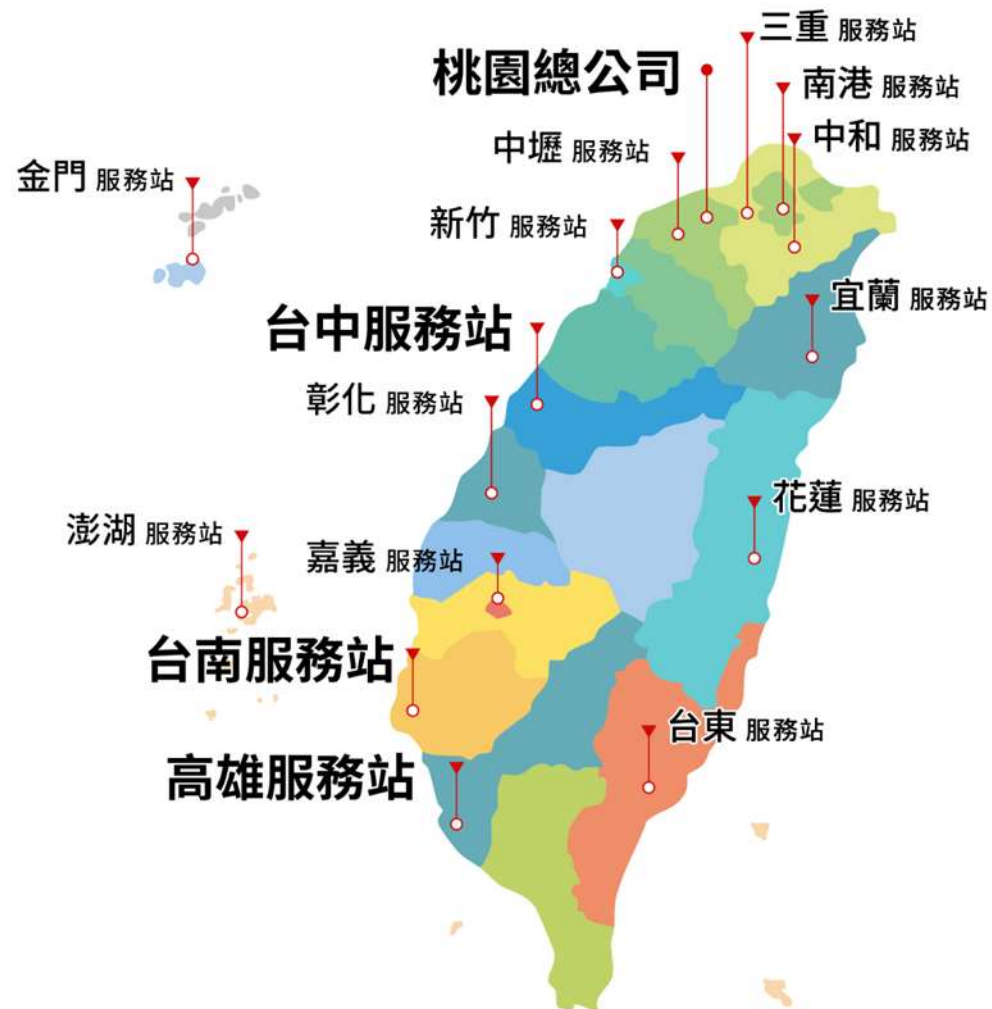 三重 服務站
桃園總公司
南港 服務站
中和 服務站
中壢 服務站
金門 服務站
新竹 服務站
宜蘭 服務站
台中服務站
彰化 服務站
花蓮 服務站
澎湖 服務站
嘉義 服務站
台南服務站
台東 服務站
高雄服務站